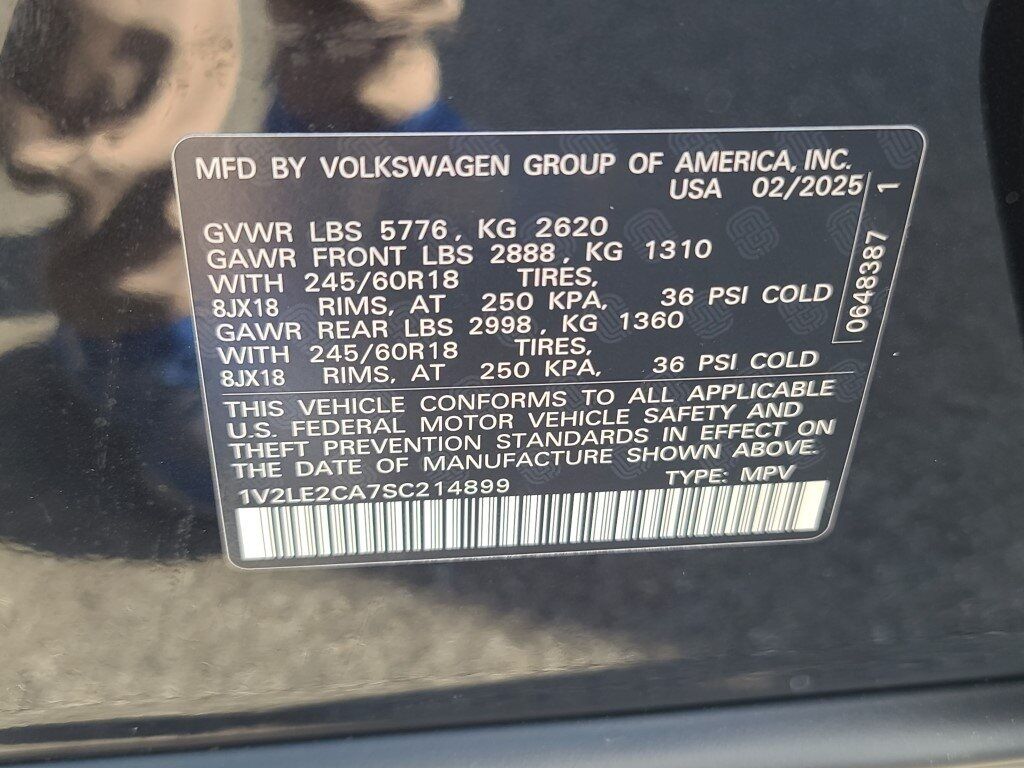 MFD BY VOLKSWAGEN GROUP OF AMERICA, INC.
USA 02/2025
GVWR LBS 5776, KG 2620
GAWR FRONT LBS 2888, KG 1310
WITH 245/60R18 TIRES,
8JX18 RIMS, AT 250 KPA, 36 PSI COLD
GAWR REAR LBS 2998, KG 1360
WITH 245/60R18 TIRES,
8JX18 RIMS, AT 250 KPA, 36 PSI COLD
0648387 1
THIS VEHICLE CONFORMS TO ALL APPLICABLE
U.S. FEDERAL MOTOR VEHICLE SAFETY AND
THEFT PREVENTION STANDARDS IN EFFECT ON
THE DATE OF MANUFACTURE SHOWN ABOVE.
1V2LE2CA7SC214899 TYPE: MPV